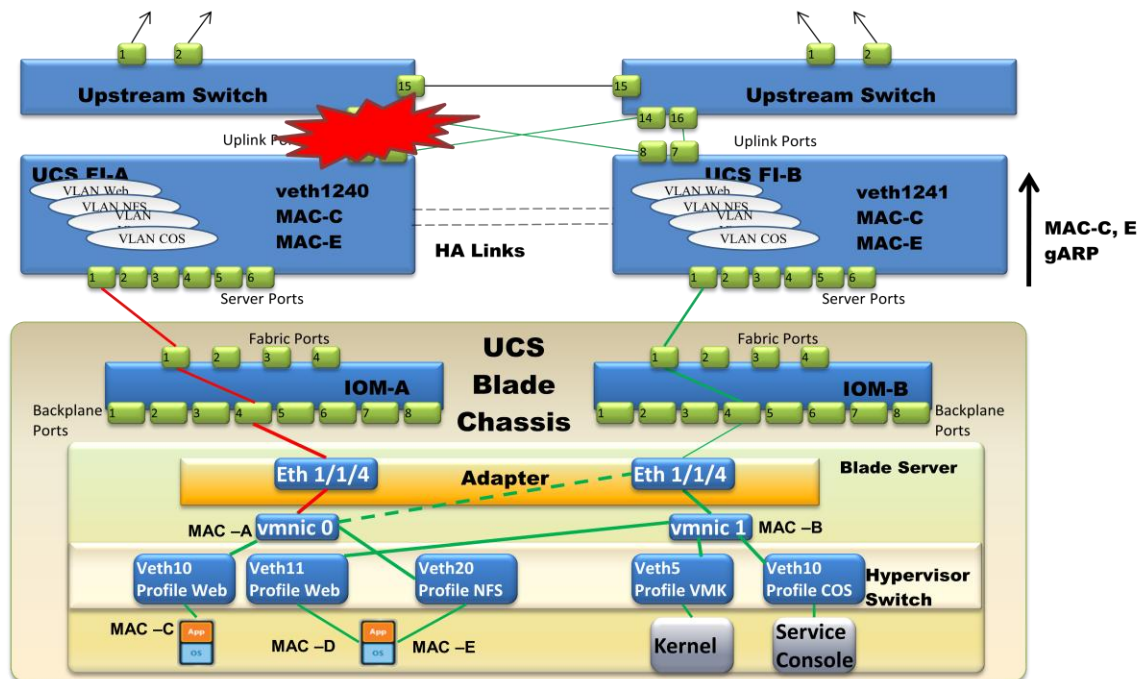 1 2 1 2
15 15
Upstream Switch Upstream Switch
14 16
Uplink Ports Uplink Ports
8 7
UCS FI-A UCS FI-B
VLAN Web VLAN Web
veth1240 veth1241
VLAN NFS VLAN NFS
MAC-C MAC-C
VLAN VLAN
MAC-E MAC-E
VLAN COS VLAN COS
HA Links
MAC-C, E
gARP
1 2 3 4 5 6 1 2 3 4 5 6
Server Ports Server Ports
Fabric Ports Fabric Ports
1 2 3 4 1 2 3 4
UCS
Blade
Chassis
IOM-A IOM-B
Backplane
Ports
1 2 3 4 5 6 7 8 1 2 3 4 5 6 7 8
Backplane
Ports
Blade Server
Eth 1/1/4 Adapter Eth 1/1/4
MAC –A vmnic 0 vmnic 1 MAC –B
Veth10
Profile Web
Veth11
Profile Web
Veth20
Profile NFS
Veth5
Profile VMK
Veth10
Profile COS
Hypervisor
Switch
MAC –C
App
OS
MAC –D
App
OS
MAC –E
Kernel
Service
Console